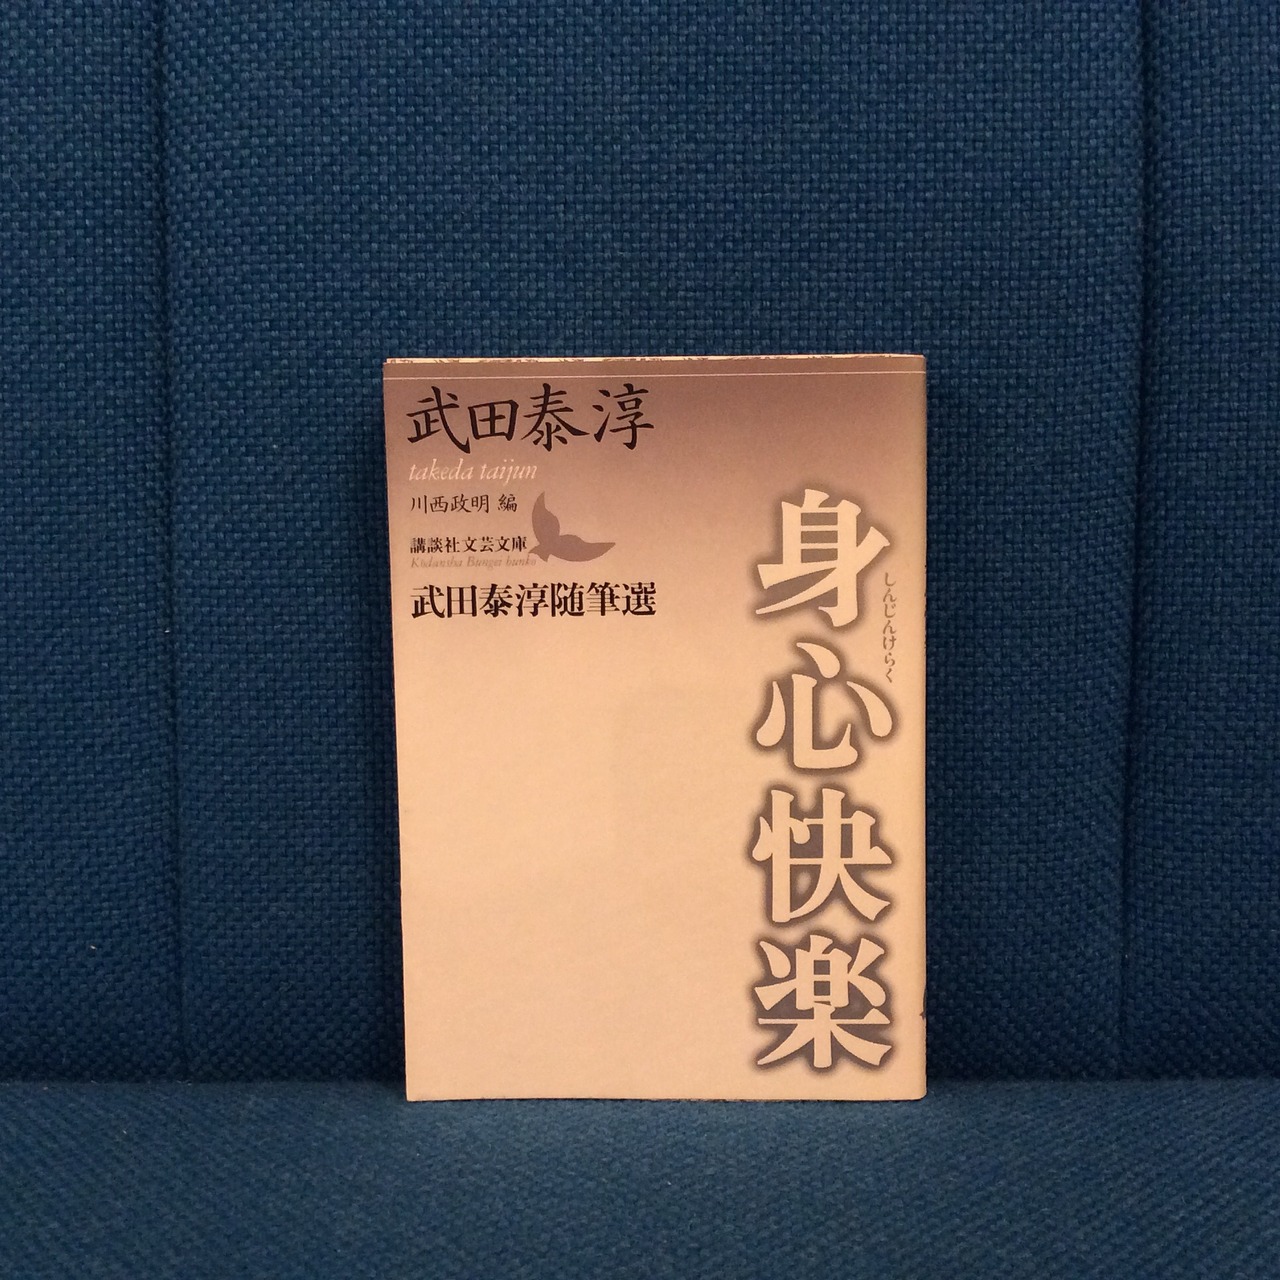 武田泰淳
takeda taijun
川西政明 編
講談社文芸文庫
Kōdansha Bungei bunko
武田泰淳随筆選
身心快楽
しんじんけらく